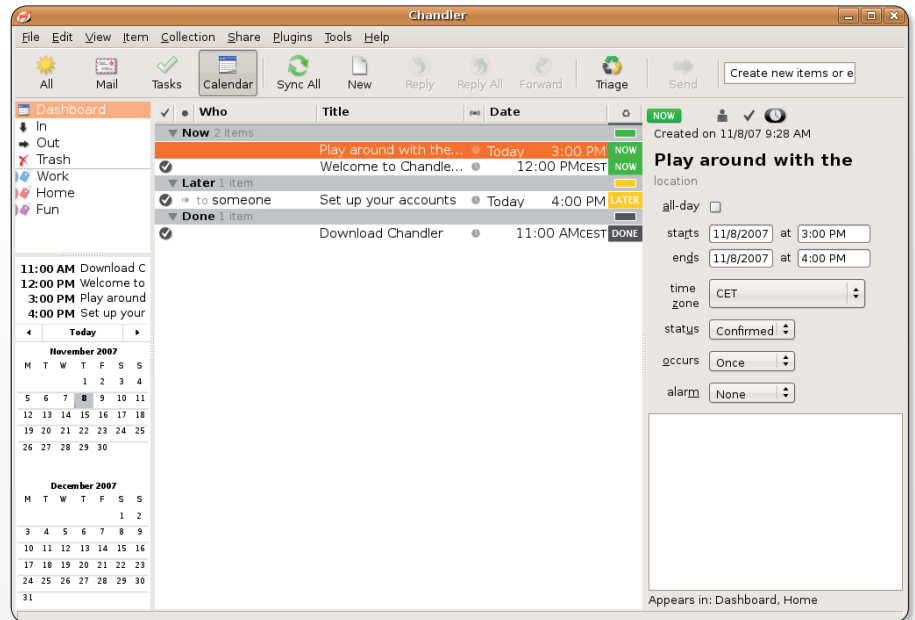 Chandler
File Edit View Item Collection Share Plugins Tools Help
All Mail Tasks Calendar Sync All New Reply Reply All Forward Triage Send Create new items or e
Dashboard
In
Out
Trash
Work
Home
Fun
11:00 AM Download C
12:00 PM Welcome to
3:00 PM Play around
4:00 PM Set up your
Today
November 2007
M T W T F S S
1 2 3 4
5 6 7 8 9 10 11
12 13 14 15 16 17 18
19 20 21 22 23 24 25
26 27 28 29 30
December 2007
M T W T F S S
1 2
3 4 5 6 7 8 9
10 11 12 13 14 15 16
17 18 19 20 21 22 23
24 25 26 27 28 29 30
31
Who Title Date
Now 2 items
Play around with the... Today 3:00 PM NOW
Welcome to Chandle... 12:00 PMCEST NOW
Later 1 item
to someone Set up your accounts Today 4:00 PM LATER
Done 1 item
Download Chandler 11:00 AMCEST DONE
NOW
Created on 11/8/07 9:28 AM
Play around with the
location
all-day
starts 11/8/2007 at 3:00 PM
ends 11/8/2007 at 4:00 PM
time
zone
CET
status Confirmed
occurs Once
alarm None
Appears in: Dashboard, Home